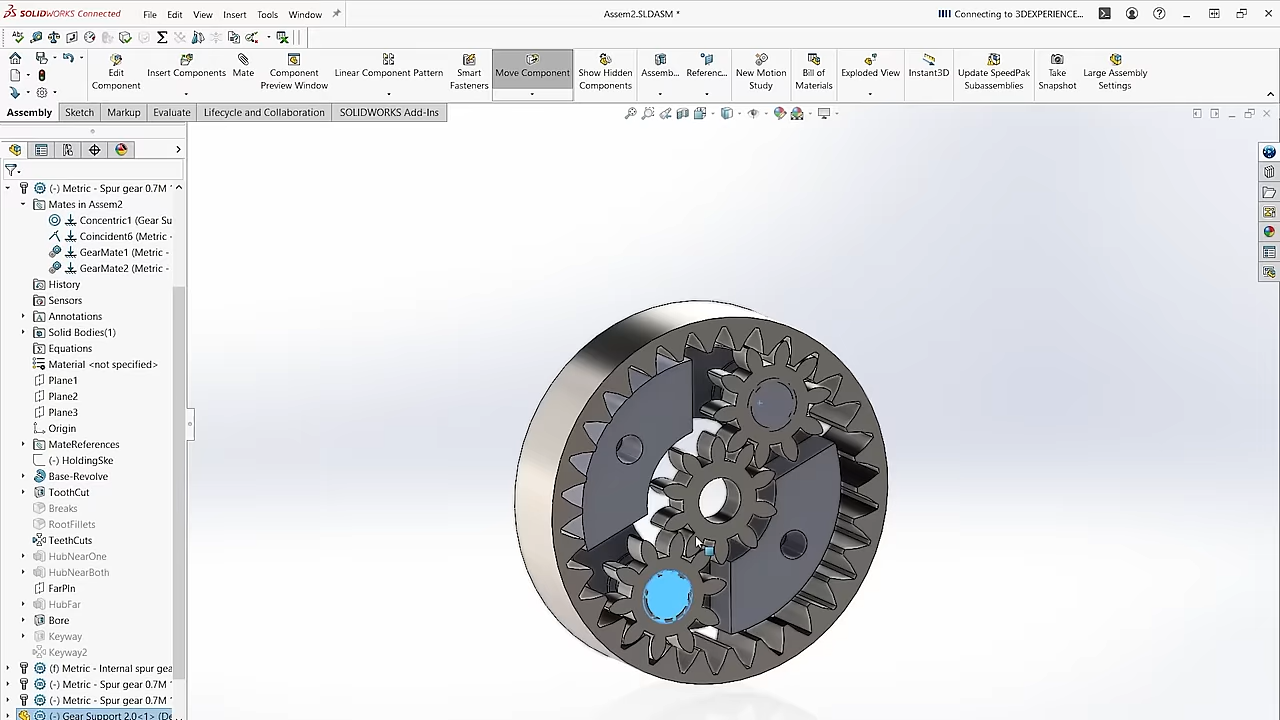 SOLIDWORKS Connected
File Edit View Insert Tools Window
Assem2.SLDASM *
Connecting to 3DEXPERIENCE...
Edit Component
Insert Components
Mate
Component Preview Window
Linear Component Pattern
Smart Fasteners
Move Component
Show Hidden Components
Assemb...
Referenc...
New Motion Study
Bill of Materials
Exploded View
Instant3D
Update SpeedPak Subassemblies
Take Snapshot
Large Assembly Settings
Assembly Sketch Markup Evaluate Lifecycle and Collaboration SOLIDWORKS Add-Ins
(-) Metric - Spur gear 0.7M
Mates in Assem2
Concentric1 (Gear Su
Coincident6 (Metric -
GearMate1 (Metric -
GearMate2 (Metric -
History
Sensors
Annotations
Solid Bodies(1)
Equations
Material <not specified>
Plane1
Plane2
Plane3
Origin
MateReferences
(-) HoldingSke
Base-Revolve
ToothCut
Breaks
RootFillets
TeethCuts
HubNearOne
HubNearBoth
FarPln
HubFar
Bore
Keyway
Keyway2
(f) Metric - Internal spur gea
(-) Metric - Spur gear 0.7M
(-) Metric - Spur gear 0.7M
(-) Gear Support 2.0<1> (De